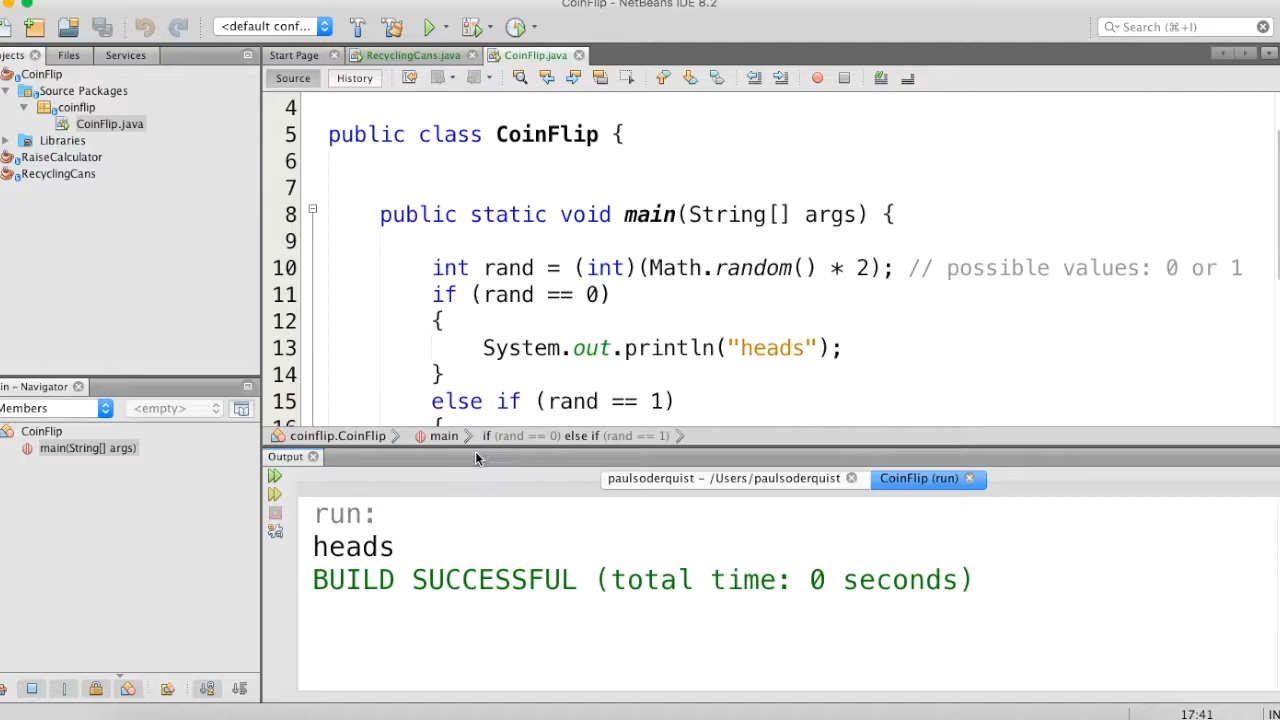 CoinFlip - NetBeans IDE 8.2
<default conf...
Search (⌘+I)
ojects
Files
Services
Start Page
RecyclingCans.java
CoinFlip.java
CoinFlip
Source Packages
coinflip
CoinFlip.java
Libraries
RaiseCalculator
RecyclingCans
Source
History
4
5 public class CoinFlip {
6
7
8 public static void main(String[] args) {
9
10 int rand = (int)(Math.random() * 2); // possible values: 0 or 1
11 if (rand == 0)
12 {
13 System.out.println("heads");
14 }
15 else if (rand == 1)
16 {
coinflip.CoinFlip
main
if (rand == 0) else if (rand == 1)
in - Navigator
Members
<empty>
CoinFlip
main(String[] args)
Output
paulsoderquist - /Users/paulsoderquist
CoinFlip (run)
run:
heads
BUILD SUCCESSFUL (total time: 0 seconds)
17:41
IN